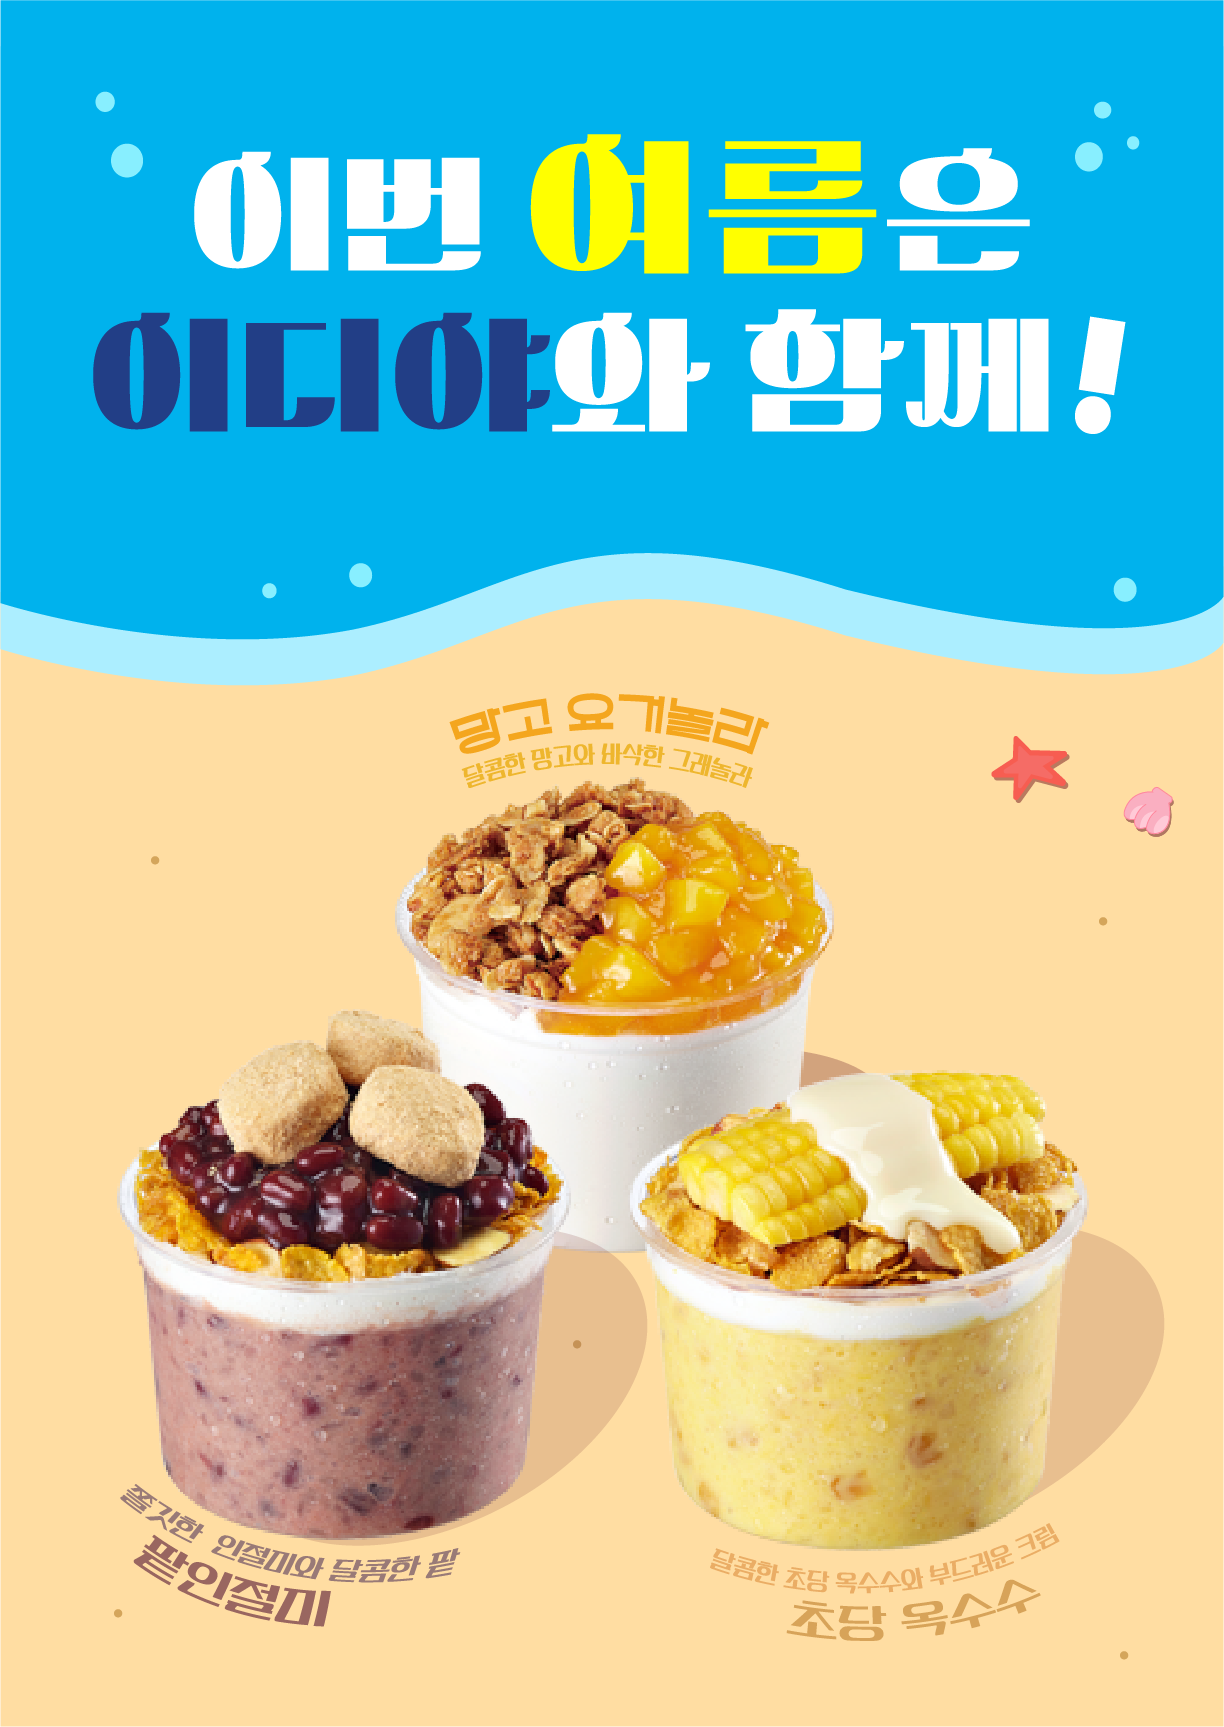 이번 여름은
이디야와 함께!
망고 요거놀라
달콤한 망고와 바삭한 그래놀라
쫄깃한 인절미와 달콤한 팥
팥인절미
달콤한 초당 옥수수와 부드러운 크림
초당 옥수수